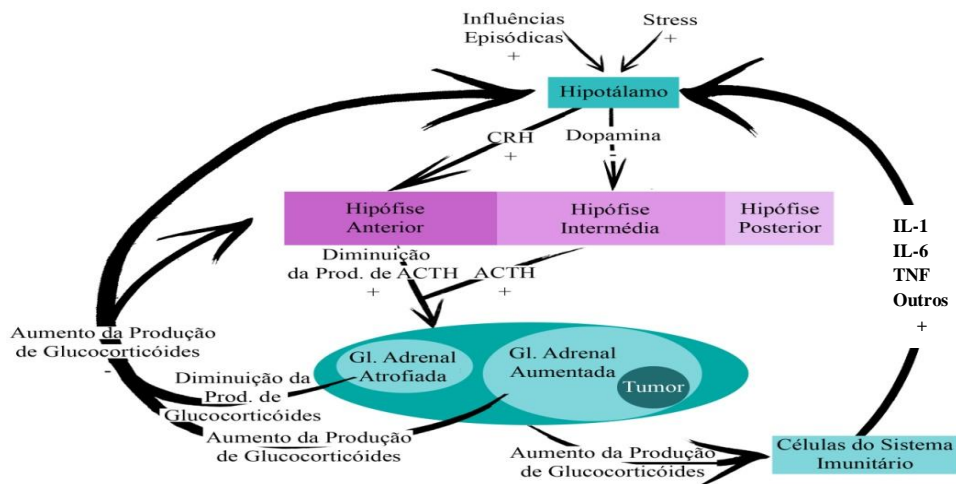 Influências
Episódicas
+
Stress
+
Hipotálamo
CRH
+
Dopamina
-
Hipófise
Anterior
Hipófise
Intermédia
Hipófise
Posterior
Diminuição
da Prod. de ACTH
+
ACTH
+
IL-1
IL-6
TNF
Outros
+
Aumento da Produção
de Glucocorticóides
-
Gl. Adrenal
Atrofiada
Gl. Adrenal
Aumentada
Tumor
Diminuição da
Prod. de
Glucocorticóides
Aumento da Produção
de Glucocorticóides
Aumento da Produção
de Glucocorticóides
Células do Sistema
Imunitário